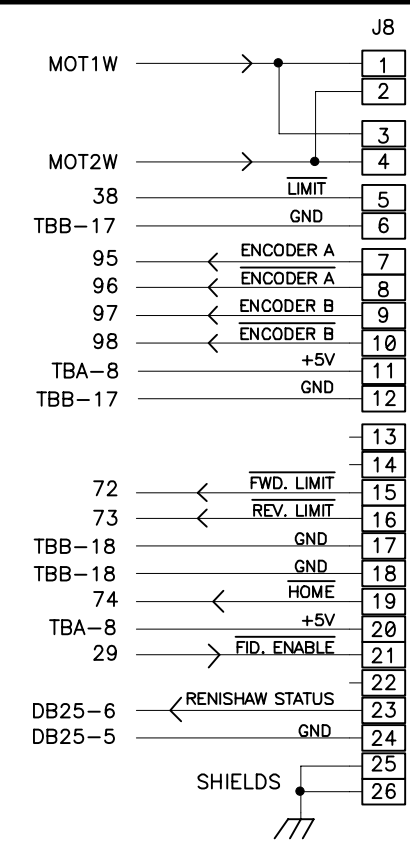 J8
MOT1W 1
2
3
MOT2W 4
38 LIMIT 5
TBB-17 GND 6
95 ENCODER A 7
96 ENCODER A 8
97 ENCODER B 9
98 ENCODER B 10
TBA-8 +5V 11
TBB-17 GND 12
13
14
72 FWD. LIMIT 15
73 REV. LIMIT 16
TBB-18 GND 17
TBB-18 GND 18
74 HOME 19
TBA-8 +5V 20
29 FID. ENABLE 21
22
DB25-6 RENISHAW STATUS 23
DB25-5 GND 24
25
SHIELDS 26